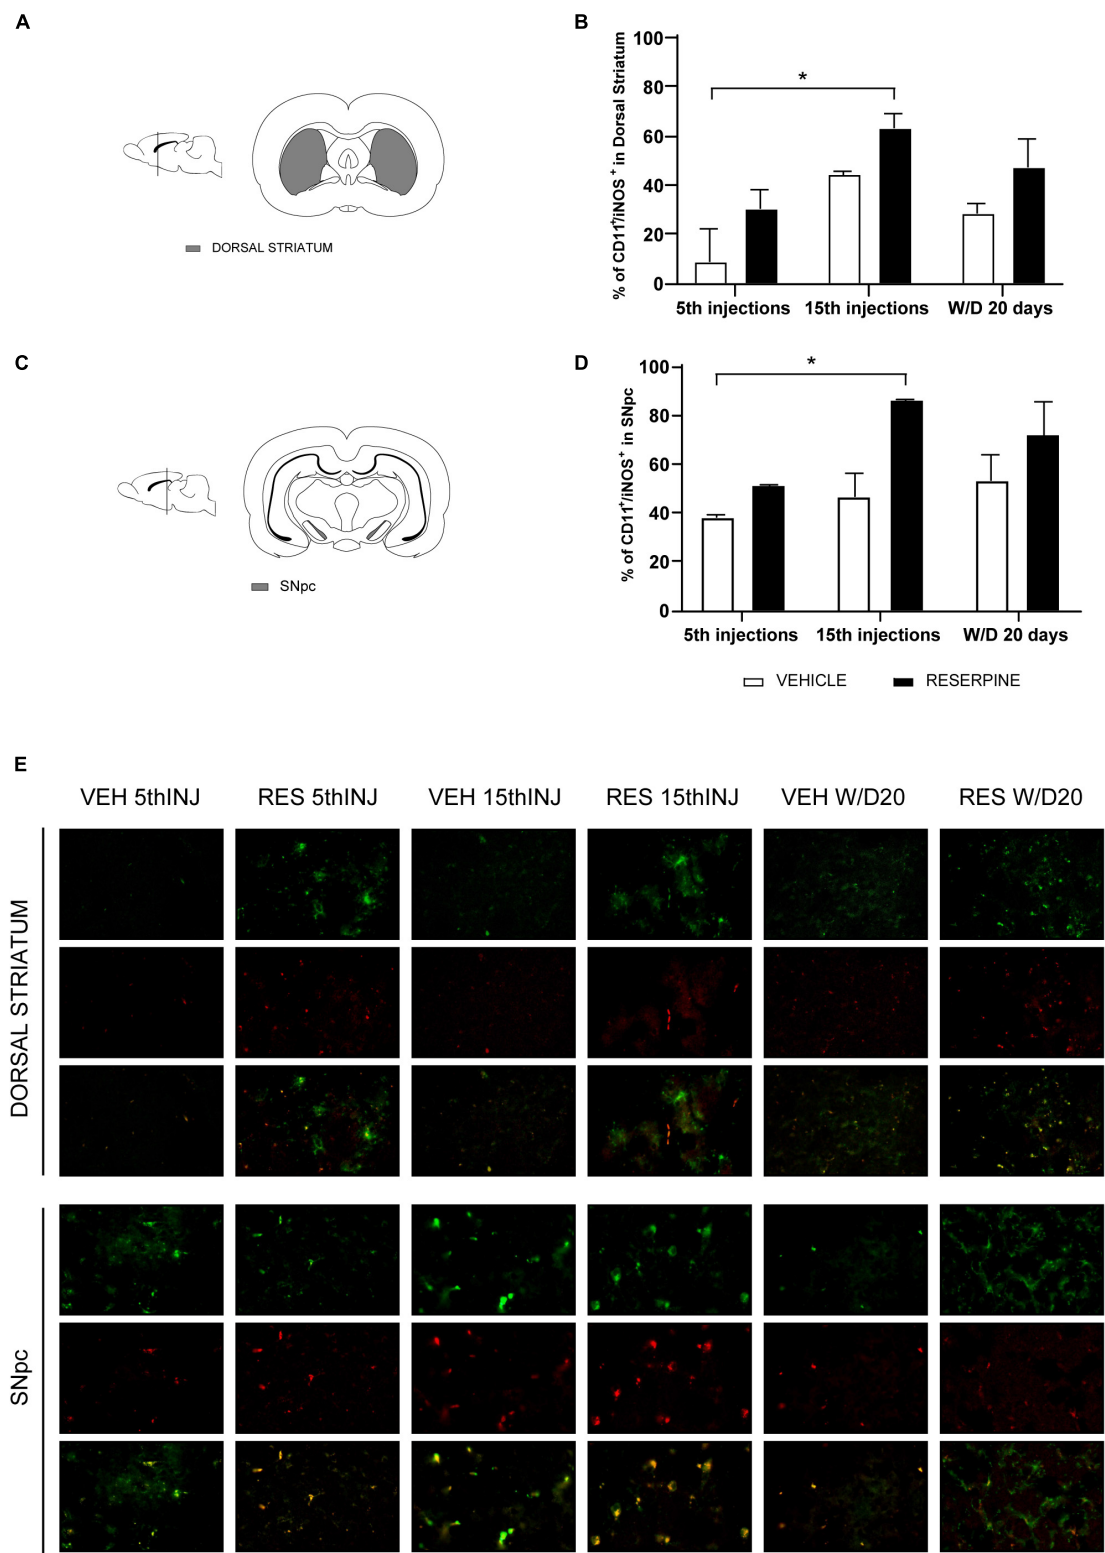 A
DORSAL STRIATUM
B
% of CD11+/iNOS + in Dorsal Striatum
100
80
60
40
20
0
*
5th injections 15th injections W/D 20 days
C
SNpc
D
% of CD11+/iNOS+ in SNpc
100
80
60
40
20
0
*
5th injections 15th injections W/D 20 days
VEHICLE RESERPINE
E
VEH 5thINJ RES 5thINJ VEH 15thINJ RES 15thINJ VEH W/D20 RES W/D20
DORSAL STRIATUM
SNpc